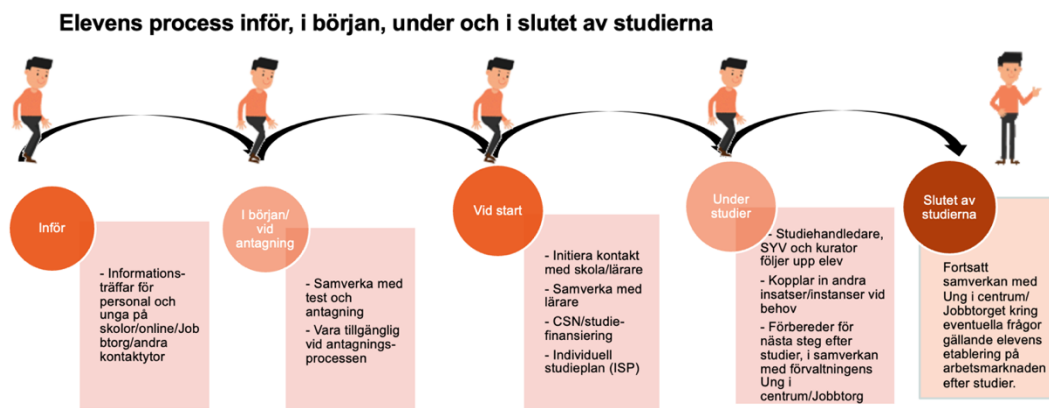 Elevens process inför, i början, under och i slutet av studierna
Inför
- Informations-
träffar för
personal och
unga på
skolor/online/Job
btorg/andra
kontaktytor
I början/
vid
antagning
- Samverka med
test och
antagning
- Vara tillgänglig
vid antagnings-
processen
Vid start
- Initiera kontakt
med skola/lärare
- Samverka med
lärare
- CSN/studie-
finansiering
- Individuell
studieplan (ISP)
Under
studier
- Studiehandledare,
SYV och kurator
följer upp elev
- Kopplar in andra
insatser/instanser vid
behov
- Förbereder för
nästa steg efter
studier, i samverkan
med förvaltningens
Ung i
centrum/Jobbtorg
Slutet av
studierna
Fortsatt
samverkan med
Ung i centrum/
Jobbtorget kring
eventuella frågor
gällande elevens
etablering på
arbetsmarknaden
efter studier.